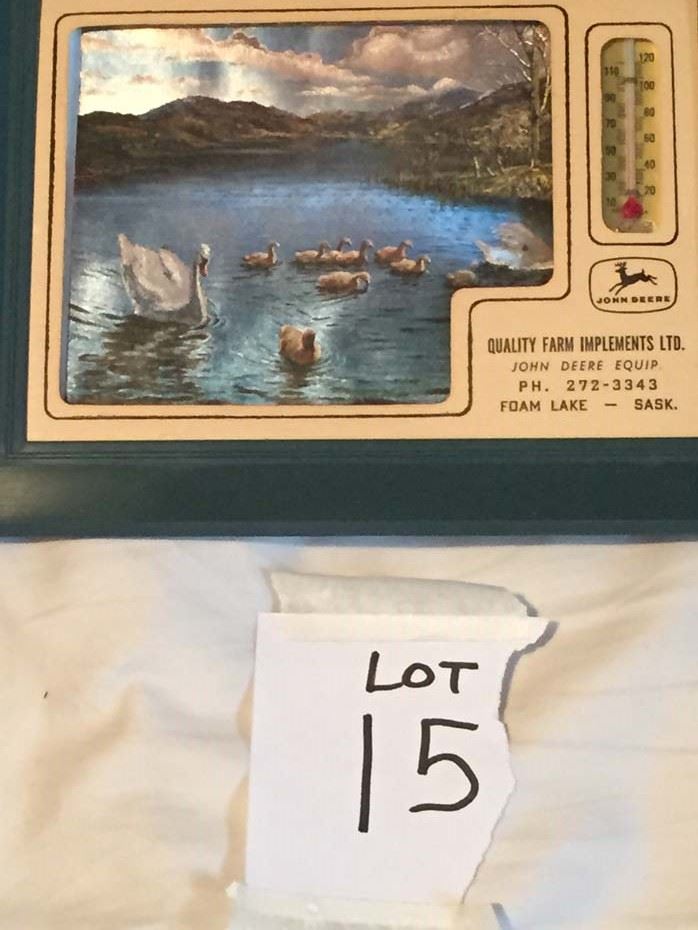 120
110
100
90
80
70
60
50
40
30
20
10
JOHN DEERE
QUALITY FARM IMPLEMENTS LTD.
JOHN DEERE EQUIP.
PH. 272-3343
FOAM LAKE — SASK.
LOT
15